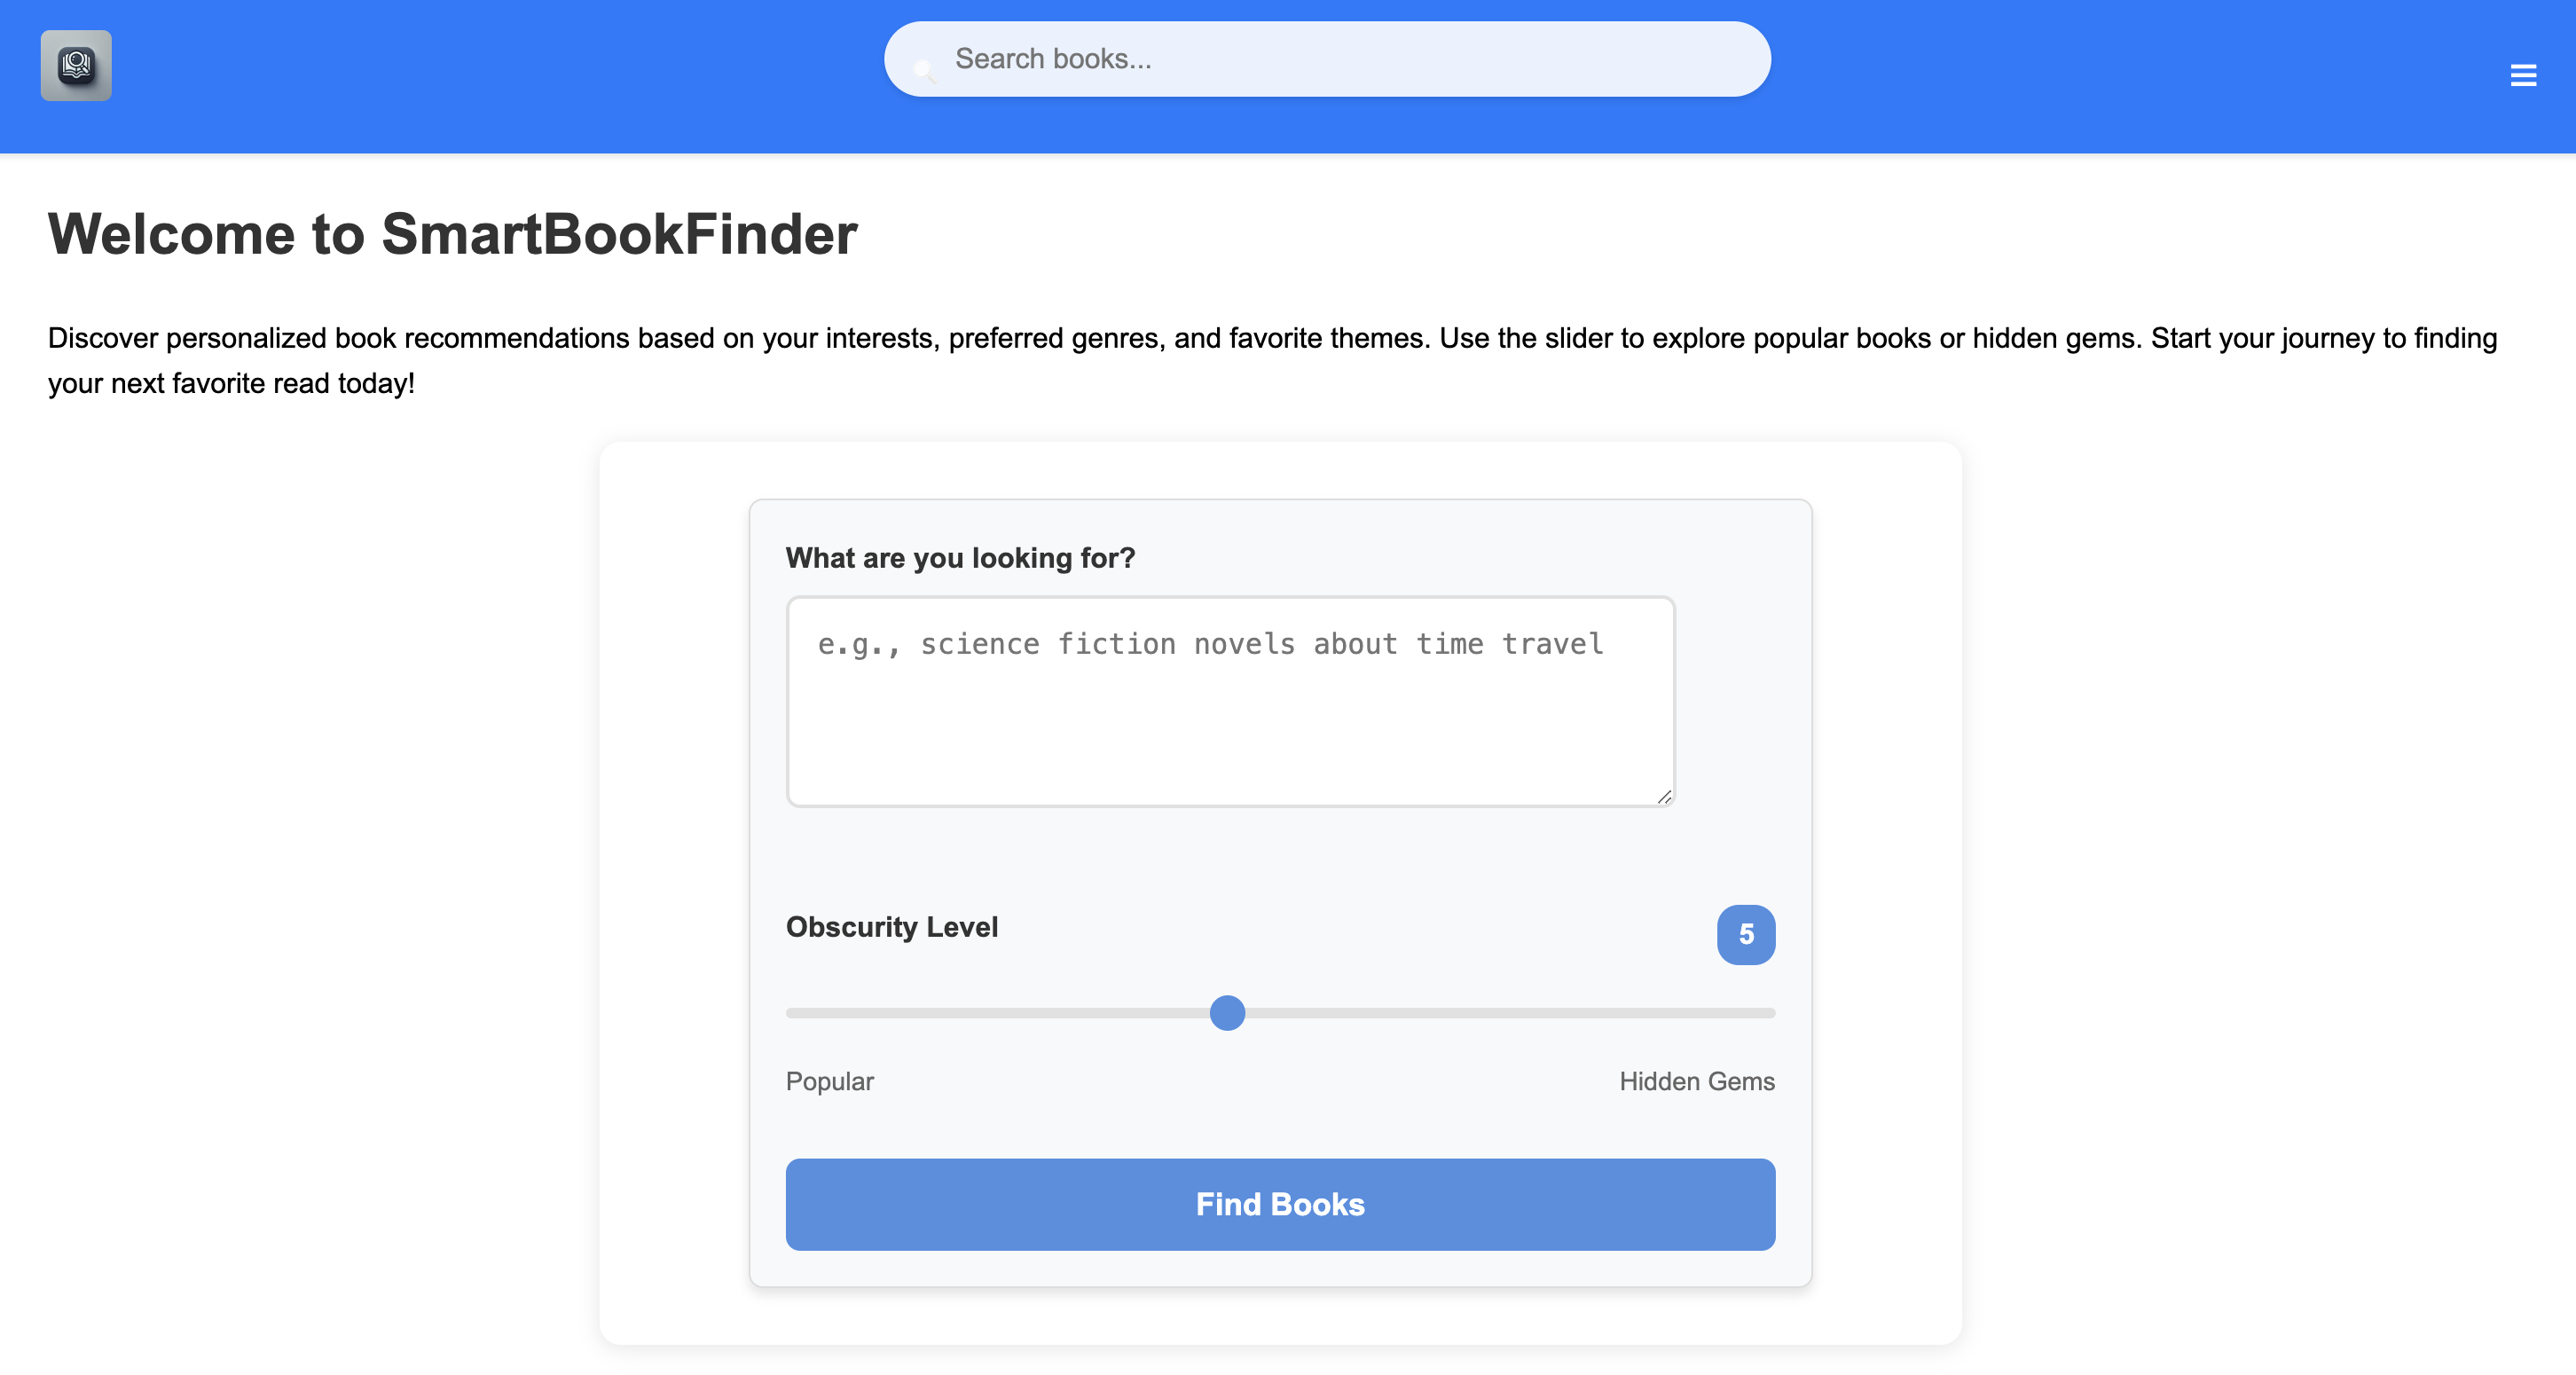 Search books...
Welcome to SmartBookFinder
Discover personalized book recommendations based on your interests, preferred genres, and favorite themes. Use the slider to explore popular books or hidden gems. Start your journey to finding
your next favorite read today!
What are you looking for?
e.g., science fiction novels about time travel
Obscurity Level
5
Popular
Hidden Gems
Find Books